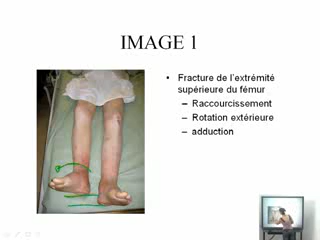 IMAGE 1
• Fracture de l'extrémité
supérieure du fémur
– Raccourcissement
– Rotation extérieure
– adduction